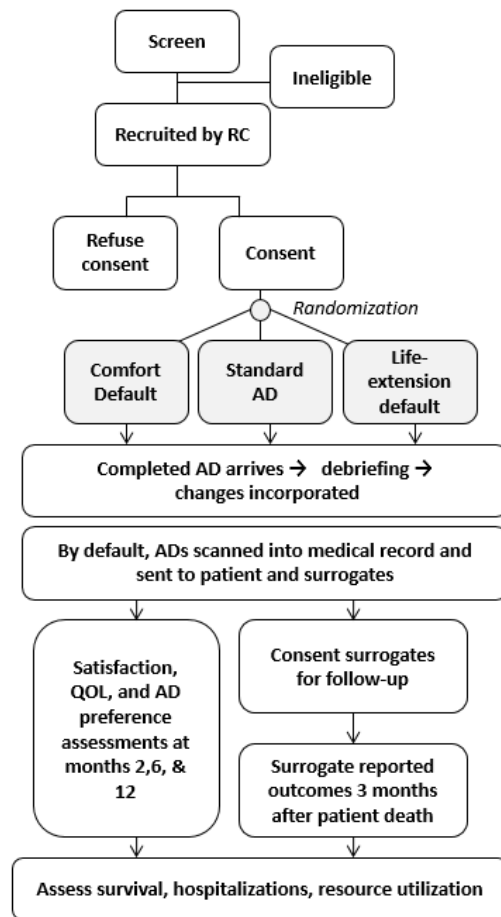 Screen
Ineligible
Recruited by RC
Refuse
consent
Consent
Randomization
Comfort
Default
Standard
AD
Life-
extension
default
Completed AD arrives → debriefing →
changes incorporated
By default, ADs scanned into medical record and
sent to patient and surrogates
Satisfaction,
QOL, and AD
preference
assessments at
months 2,6, &
12
Consent surrogates
for follow-up
Surrogate reported
outcomes 3 months
after patient death
Assess survival, hospitalizations, resource utilization